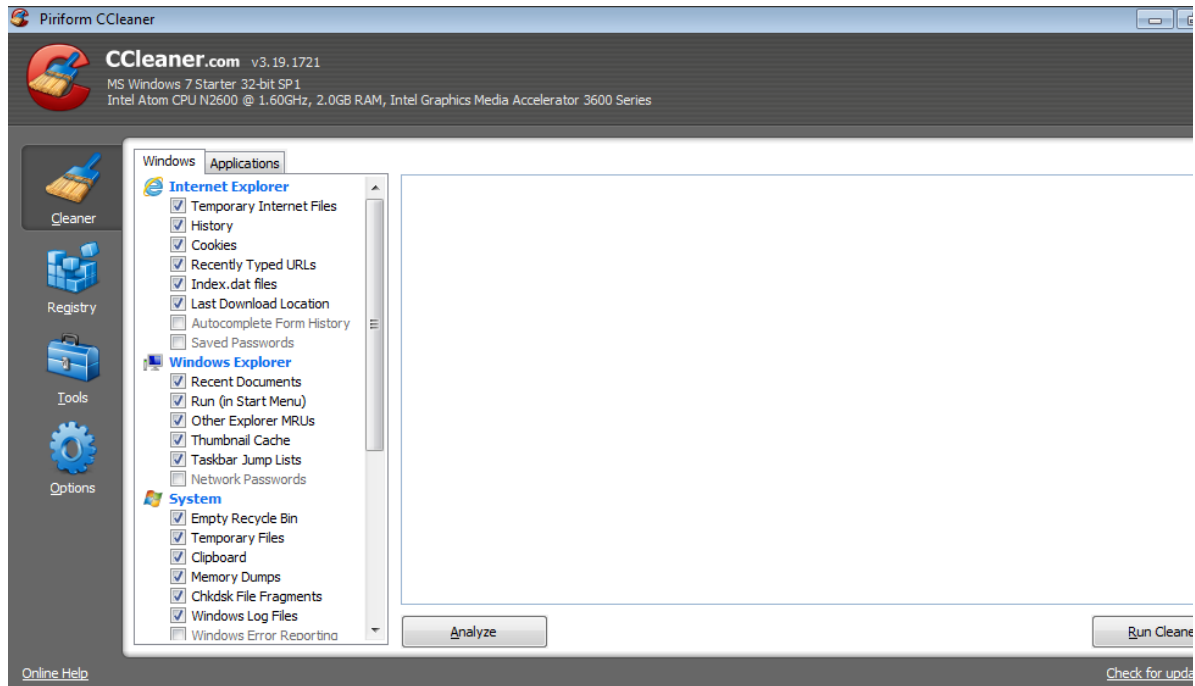 Piriform CCleaner
CCleaner.com v3.19.1721
MS Windows 7 Starter 32-bit SP1
Intel Atom CPU N2600 @ 1.60GHz, 2.0GB RAM, Intel Graphics Media Accelerator 3600 Series
Cleaner
Registry
Tools
Options
Windows
Applications
Internet Explorer
Temporary Internet Files
History
Cookies
Recently Typed URLs
Index.dat files
Last Download Location
Autocomplete Form History
Saved Passwords
Windows Explorer
Recent Documents
Run (in Start Menu)
Other Explorer MRUs
Thumbnail Cache
Taskbar Jump Lists
Network Passwords
System
Empty Recycle Bin
Temporary Files
Clipboard
Memory Dumps
Chkdsk File Fragments
Windows Log Files
Windows Error Reporting
Analyze
Run Cleane
Online Help
Check for upda